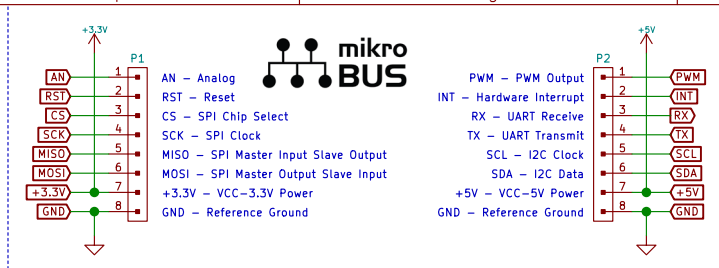 +3.3V
P1
AN 1 AN – Analog
RST 2 RST – Reset
CS 3 CS – SPI Chip Select
SCK 4 SCK – SPI Clock
MISO 5 MISO – SPI Master Input Slave Output
MOSI 6 MOSI – SPI Master Output Slave Input
+3.3V 7 +3.3V – VCC-3.3V Power
GND 8 GND – Reference Ground
mikro
BUS
+5V
P2
PWM – PWM Output 1 PWM
INT – Hardware Interrupt 2 INT
RX – UART Receive 3 RX
TX – UART Transmit 4 TX
SCL – I2C Clock 5 SCL
SDA – I2C Data 6 SDA
+5V – VCC-5V Power 7 +5V
GND – Reference Ground 8 GND